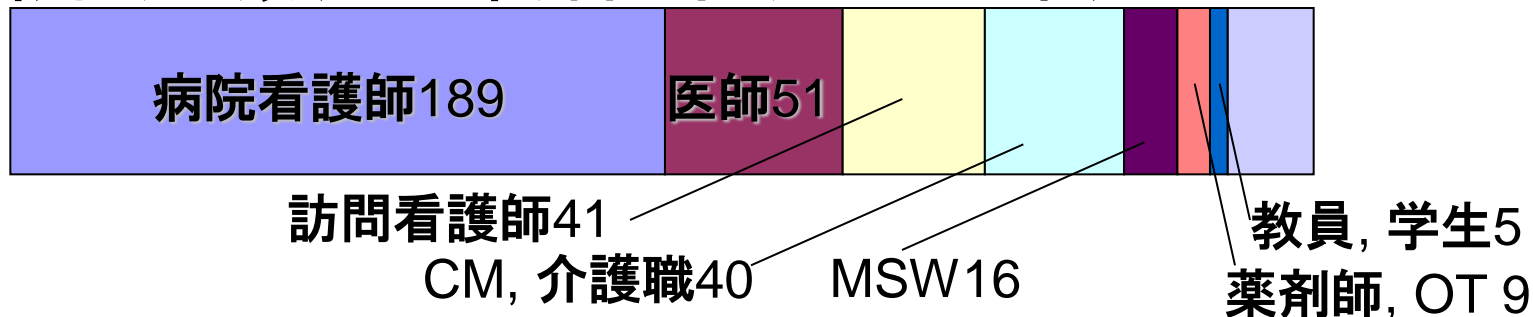 病院看護師189
医師51
訪問看護師41
教員, 学生5
CM, 介護職40
MSW16
薬剤師, OT 9